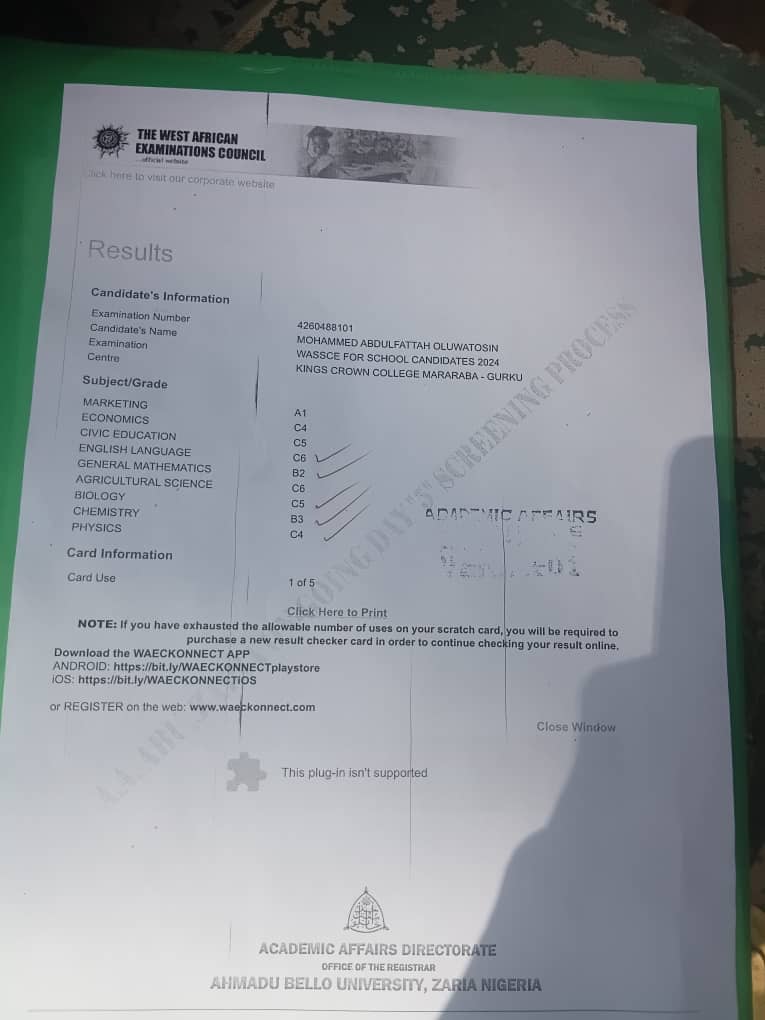 THE WEST AFRICAN
EXAMINATIONS COUNCIL
...official website
Click here to visit our corporate website
Results
Candidate's Information
Examination Number 4260488101
Candidate's Name MOHAMMED ABDULFATTAH OLUWATOSIN
Examination WASSCE FOR SCHOOL CANDIDATES 2024
Centre KINGS CROWN COLLEGE MARARABA - GURKU
Subject/Grade
MARKETING A1
ECONOMICS C4
CIVIC EDUCATION C5
ENGLISH LANGUAGE C6
GENERAL MATHEMATICS B2
AGRICULTURAL SCIENCE C6
BIOLOGY C5
CHEMISTRY B3
PHYSICS C4
ACADEMIC AFFAIRS
Card Information
Card Use 1 of 5
Click Here to Print
NOTE: If you have exhausted the allowable number of uses on your scratch card, you will be required to
purchase a new result checker card in order to continue checking your result online.
Download the WAECKONNECT APP
ANDROID: https://bit.ly/WAECKONNECTplaystore
iOS: https://bit.ly/WAECKONNECTiOS
or REGISTER on the web: www.waeckonnect.com
Close Window
This plug-in isn't supported
GOING DAY "5" SCREENING PROCESS
ACADEMIC AFFAIRS DIRECTORATE
OFFICE OF THE REGISTRAR
AHMADU BELLO UNIVERSITY, ZARIA NIGERIA